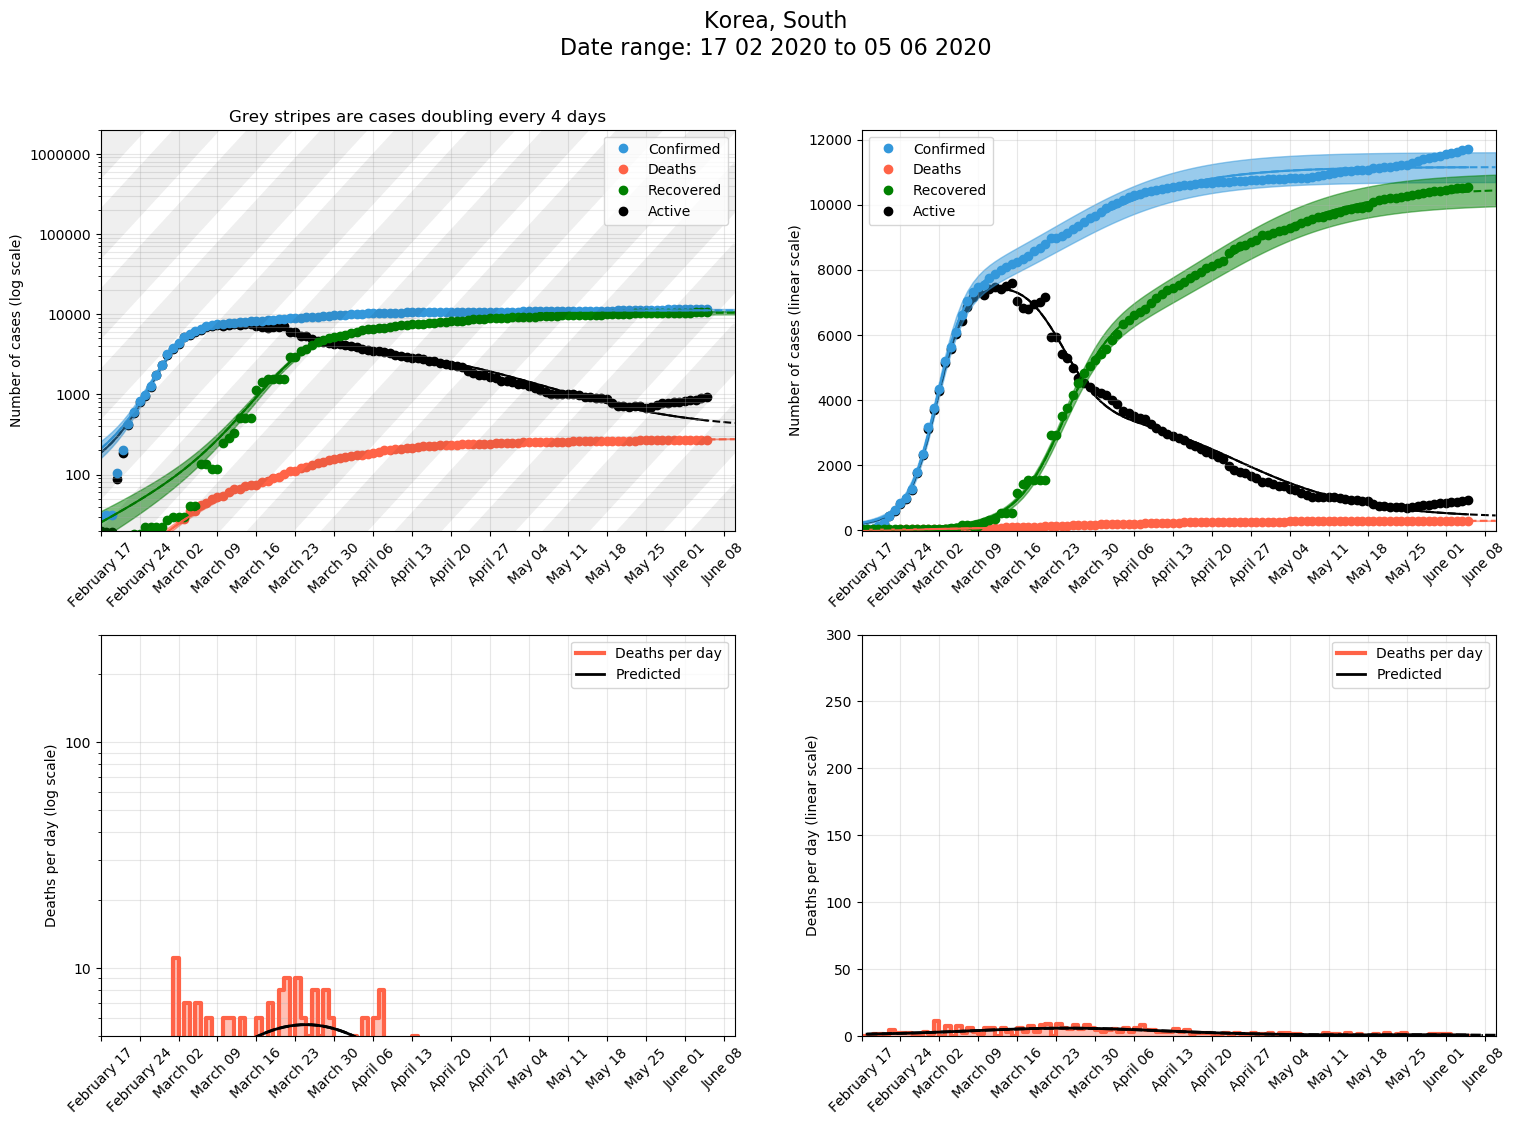 Korea, South
Date range: 17 02 2020 to 05 06 2020
Grey stripes are cases doubling every 4 days
Number of cases (log scale)
1000000
100000
10000
1000
100
Confirmed
Deaths
Recovered
Active
February 17
February 24
March 02
March 09
March 16
March 23
March 30
April 06
April 13
April 20
April 27
May 04
May 11
May 18
May 25
June 01
June 08
Number of cases (linear scale)
12000
10000
8000
6000
4000
2000
0
Confirmed
Deaths
Recovered
Active
February 17
February 24
March 02
March 09
March 16
March 23
March 30
April 06
April 13
April 20
April 27
May 04
May 11
May 18
May 25
June 01
June 08
Deaths per day (log scale)
100
10
Deaths per day
Predicted
February 17
February 24
March 02
March 09
March 16
March 23
March 30
April 06
April 13
April 20
April 27
May 04
May 11
May 18
May 25
June 01
June 08
Deaths per day (linear scale)
300
250
200
150
100
50
0
Deaths per day
Predicted
February 17
February 24
March 02
March 09
March 16
March 23
March 30
April 06
April 13
April 20
April 27
May 04
May 11
May 18
May 25
June 01
June 08